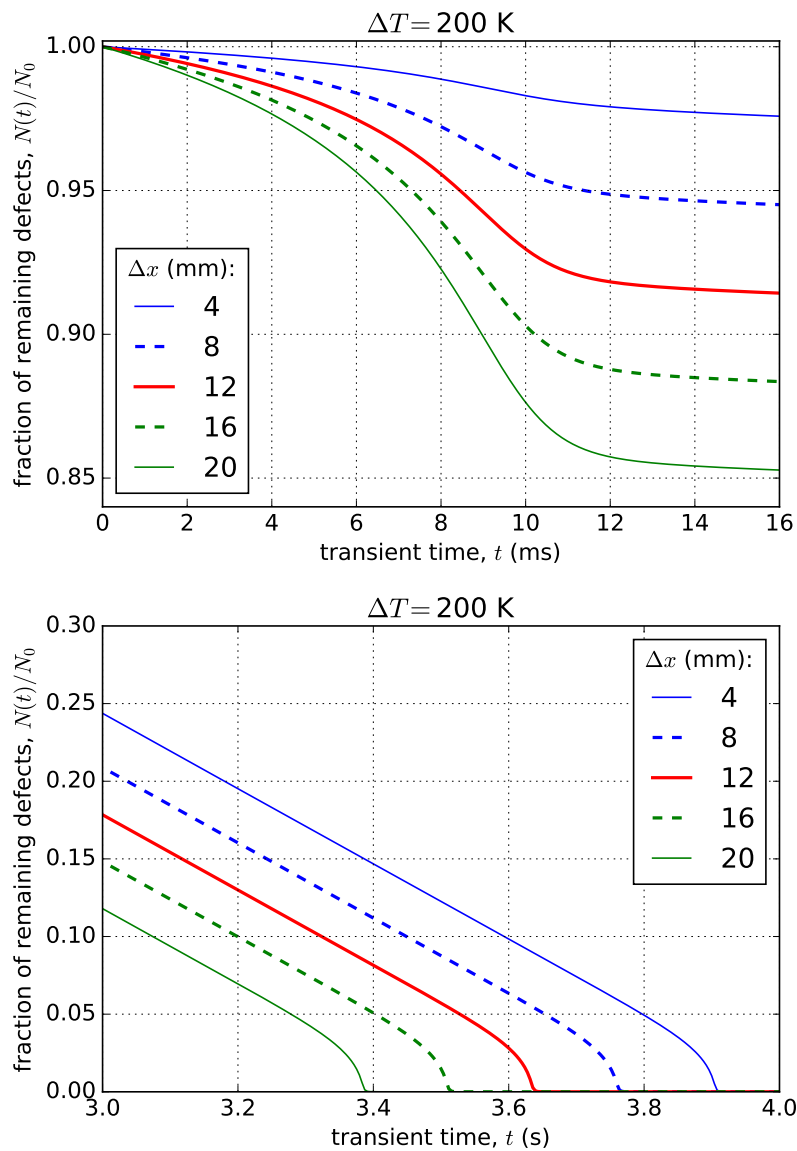 ΔT = 200 K
fraction of remaining defects, N(t)/N₀
1.00
0.95
0.90
0.85
Δx (mm):
4
8
12
16
20
0 2 4 6 8 10 12 14 16
transient time, t (ms)
ΔT = 200 K
fraction of remaining defects, N(t)/N₀
0.30
0.25
0.20
0.15
0.10
0.05
0.00
Δx (mm):
4
8
12
16
20
3.0 3.2 3.4 3.6 3.8 4.0
transient time, t (s)